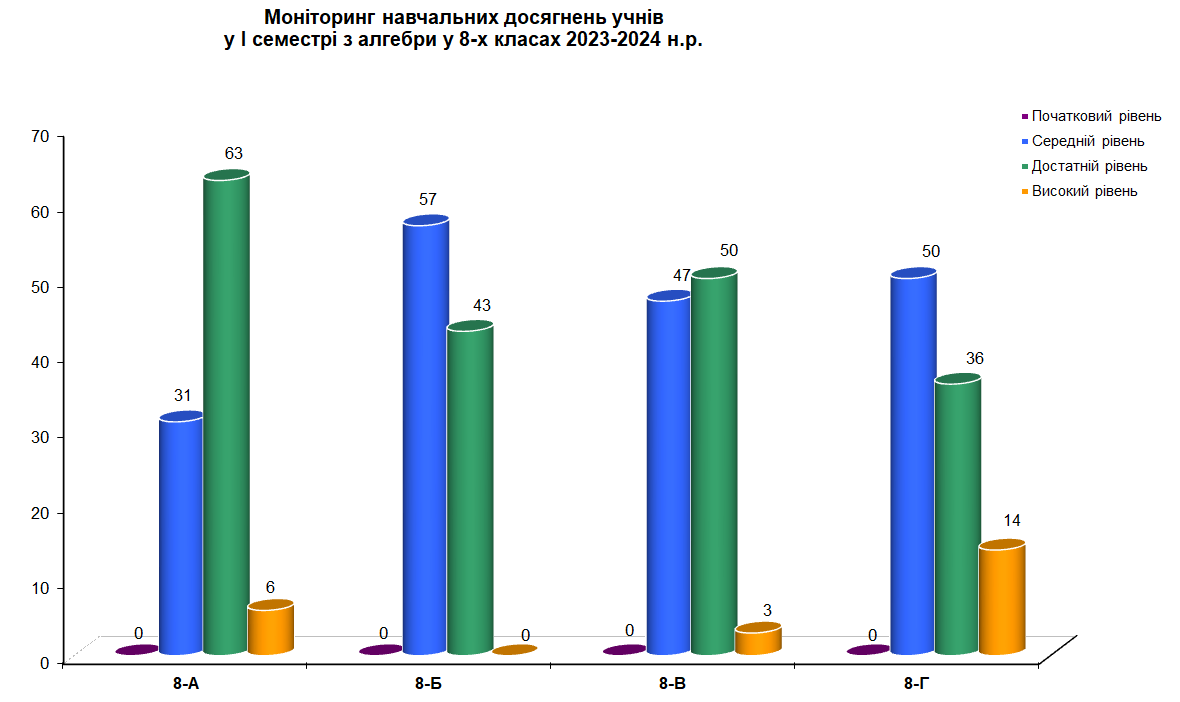 Моніторинг навчальних досягнень учнів
у І семестрі з алгебри у 8-х класах 2023-2024 н.р.
Початковий рівень
Середній рівень
Достатній рівень
Високий рівень
70
60
50
40
30
20
10
0
0
31
63
6
0
57
43
0
0
47
50
3
0
50
36
14
8-А
8-Б
8-В
8-Г